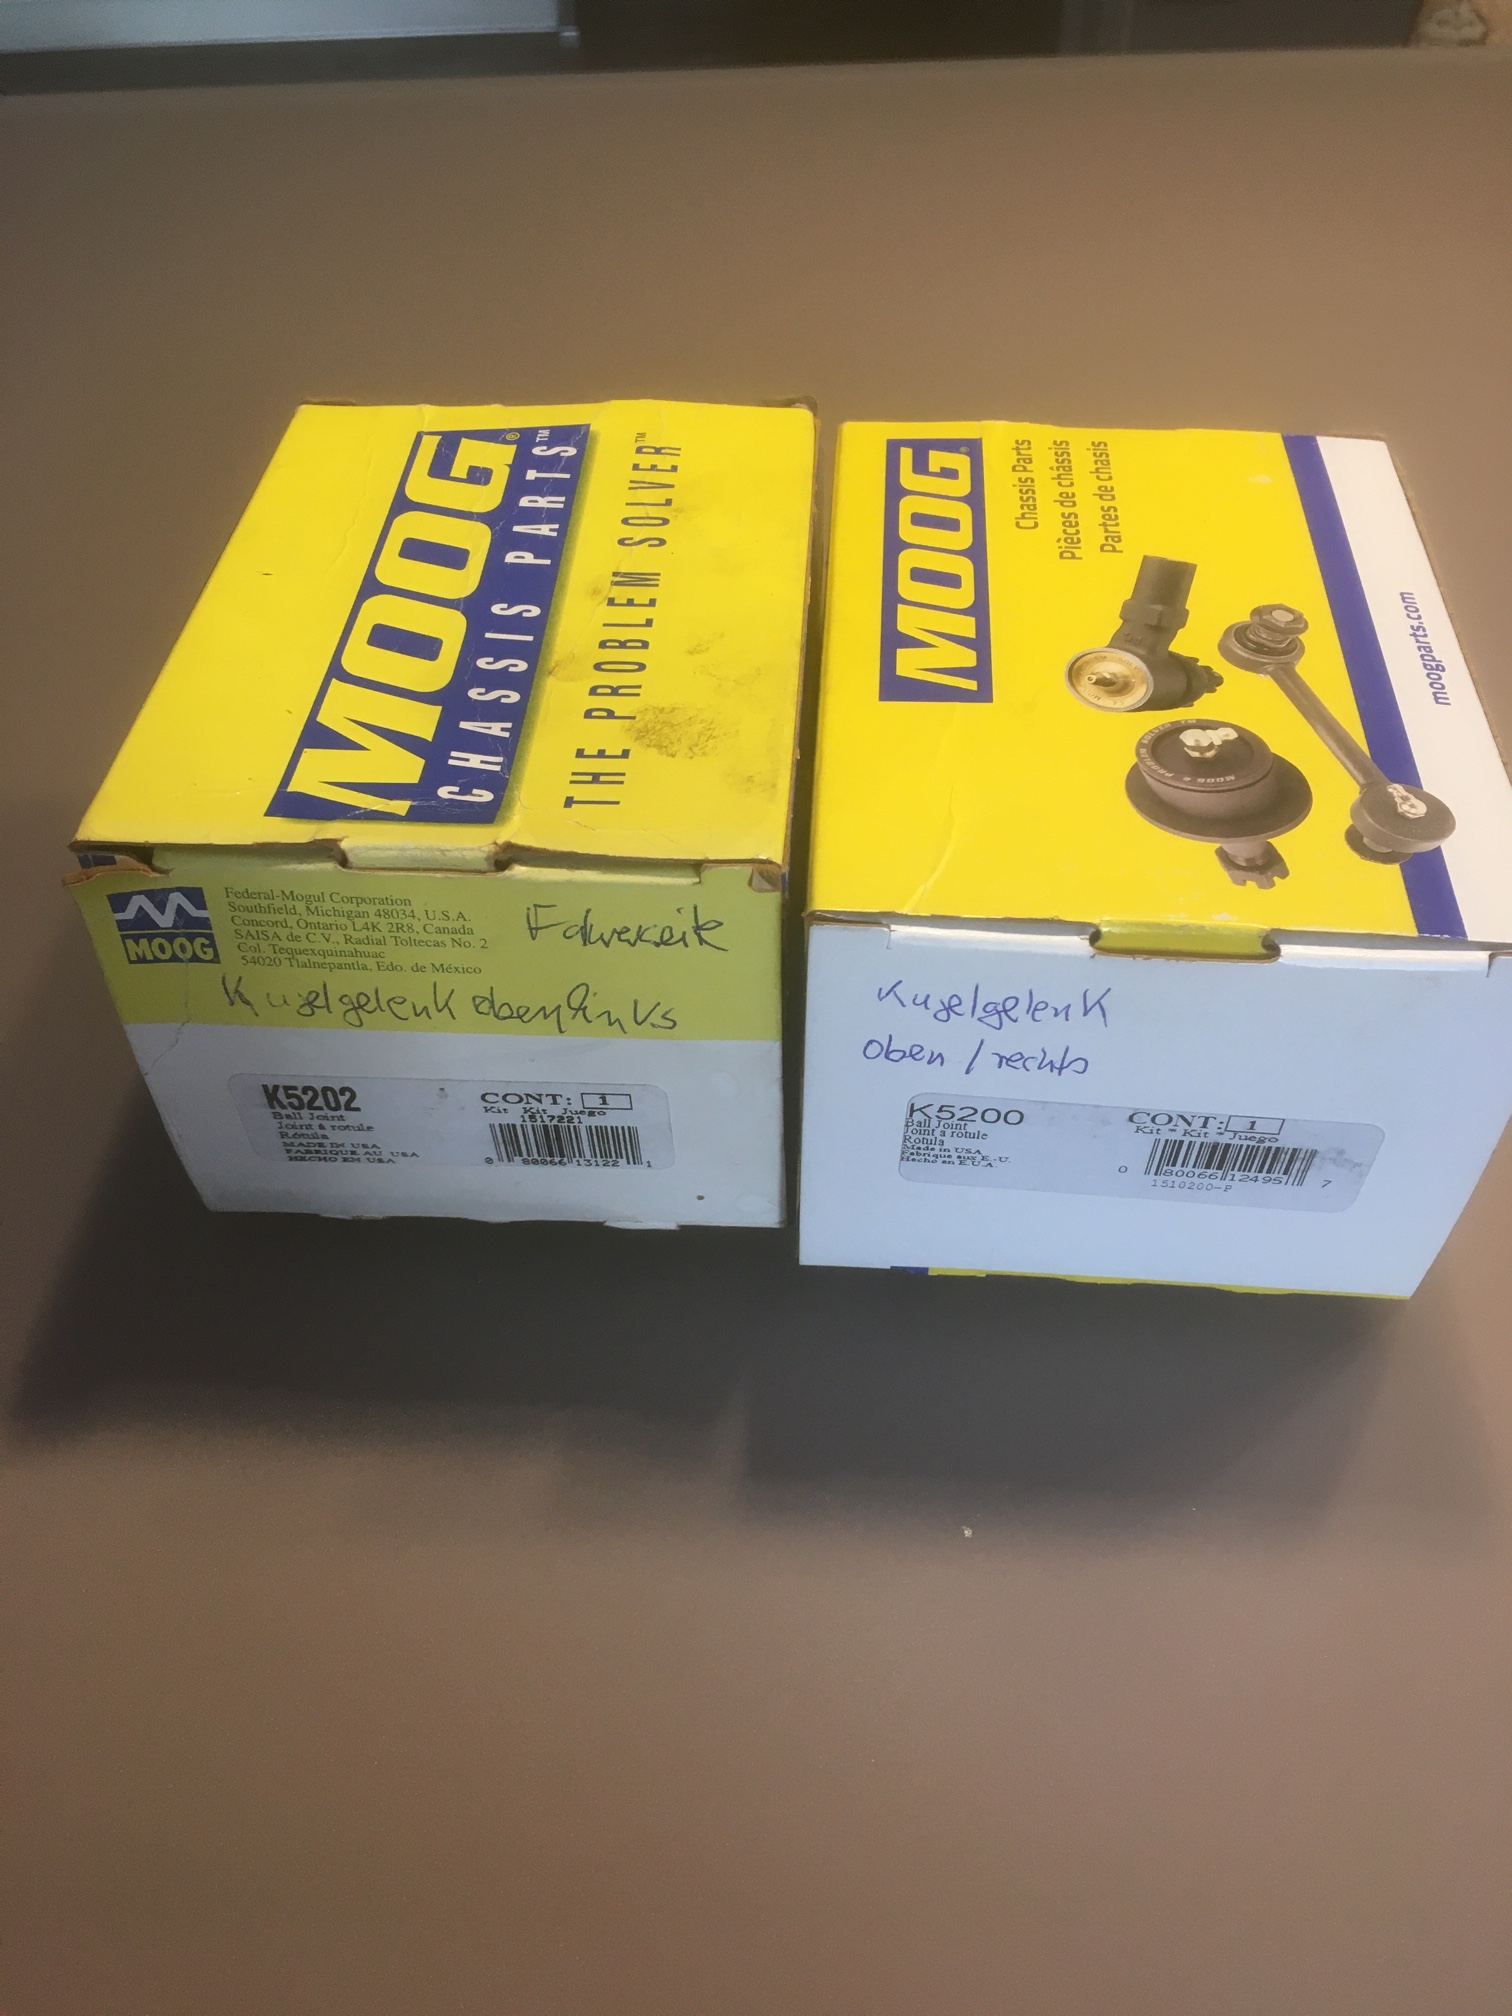 MOOG®
CHASSIS PARTS™
THE PROBLEM SOLVER™
MOOG
Federal-Mogul Corporation
Southfield, Michigan 48034, U.S.A.
Concord, Ontario L4K 2R8, Canada
SAISA de C.V., Radial Toltecas No. 2
Col. Tequexquinahuac
54020 Tlalnepantla, Edo. de México
Fahrerseite
Kugelgelenk oben links
K5202
Ball Joint
Joint à rotule
Rótula
MADE IN USA
FABRIQUE AU USA
HECHO EN USA
CONT: 1
Kit Kit Juego
1517221
0 80066 13122 1
MOOG®
Chassis Parts
Pièces de châssis
Partes de chasis
moogparts.com
Kugelgelenk
oben / rechts
K5200
Ball Joint
Joint à rotule
Rotula
Made in USA
Fabrique aux E.-U.
Hecho en E.U.A.
CONT: 1
Kit * Kit * Juego
0 80066 12495 7
1510200-P